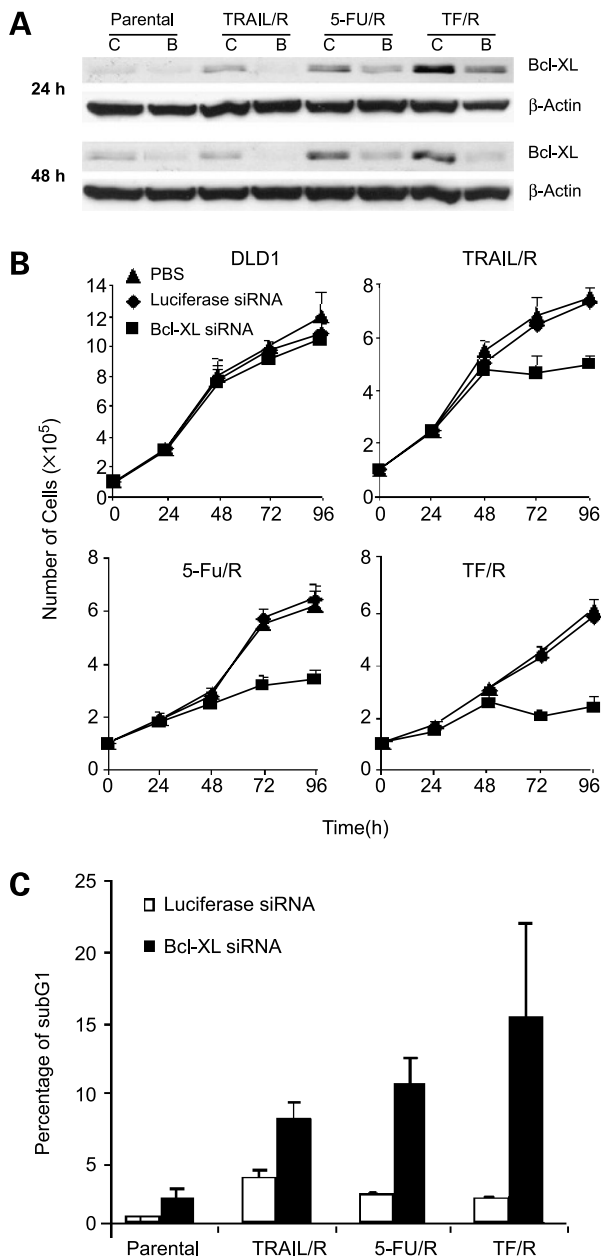 A
Parental TRAIL/R 5-FU/R TF/R
C B C B C B C B
24 h
Bcl-XL
β-Actin
48 h
Bcl-XL
β-Actin
B
DLD1
PBS
Luciferase siRNA
Bcl-XL siRNA
14
12
10
8
6
4
2
0
0 24 48 72 96
TRAIL/R
8
6
4
2
0
0 24 48 72 96
5-Fu/R
8
6
4
2
0
0 24 48 72 96
TF/R
8
6
4
2
0
0 24 48 72 96
Number of Cells (×10⁵)
Time(h)
C
Luciferase siRNA
Bcl-XL siRNA
Percentage of subG1
25
20
15
10
5
0
Parental TRAIL/R 5-FU/R TF/R